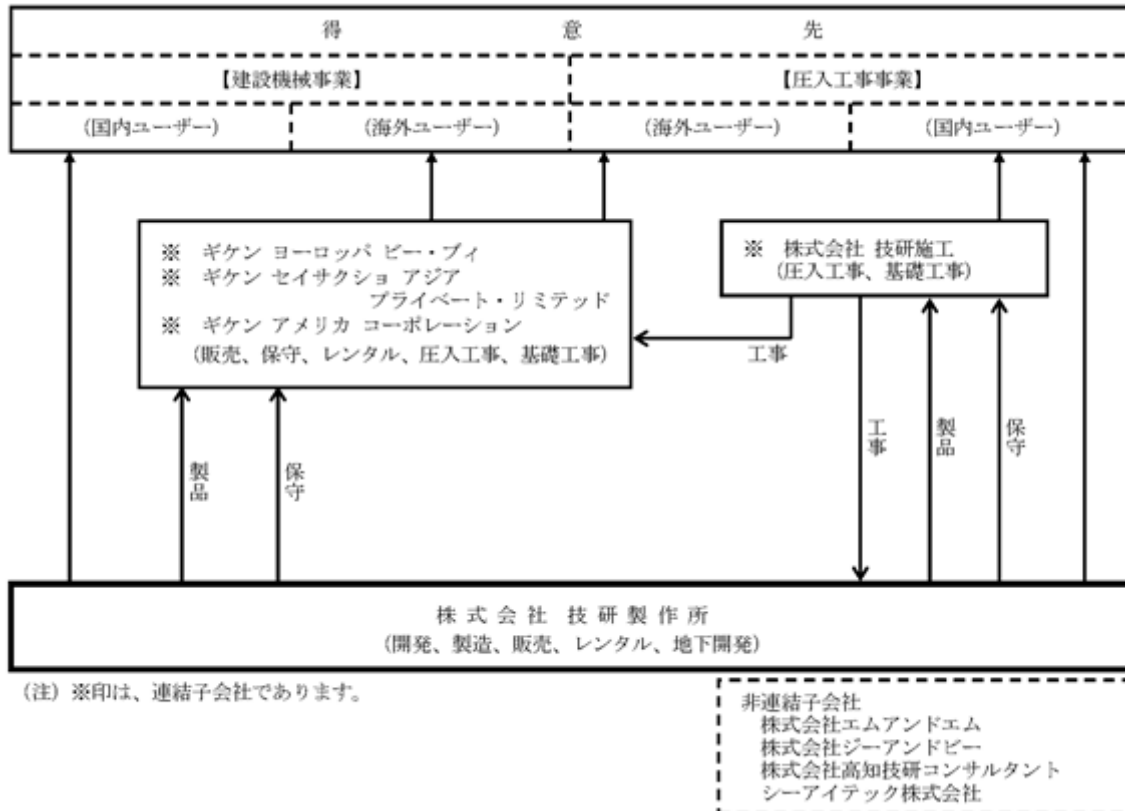 得意先
【建設機械事業】
【圧入工事事業】
(国内ユーザー)
(海外ユーザー)
(海外ユーザー)
(国内ユーザー)
※ ギケン ヨーロッパ ビー・ブィ
※ ギケン セイサクショ アジア
プライベート・リミテッド
※ ギケン アメリカ コーポレーション
(販売、保守、レンタル、圧入工事、基礎工事)
※ 株式会社 技研施工
(圧入工事、基礎工事)
工事
製品
保守
工事
製品
保守
株式会社 技研製作所
(開発、製造、販売、レンタル、地下開発)
(注) ※印は、連結子会社であります。
非連結子会社
株式会社エムアンドエム
株式会社ジーアンドビー
株式会社高知技研コンサルタント
シーアイテック株式会社